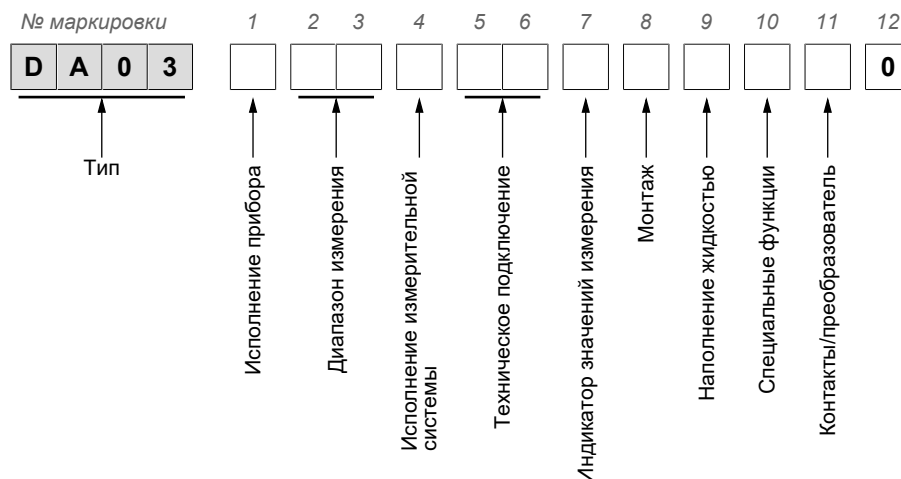 № маркировки 1 2 3 4 5 6 7 8 9 10 11 12
D A 0 3 0
Тип
Исполнение прибора
Диапазон измерения
Исполнение измерительной
системы
Техническое подключение
Индикатор значений измерения
Монтаж
Наполнение жидкостью
Специальные функции
Контакты/преобразователь